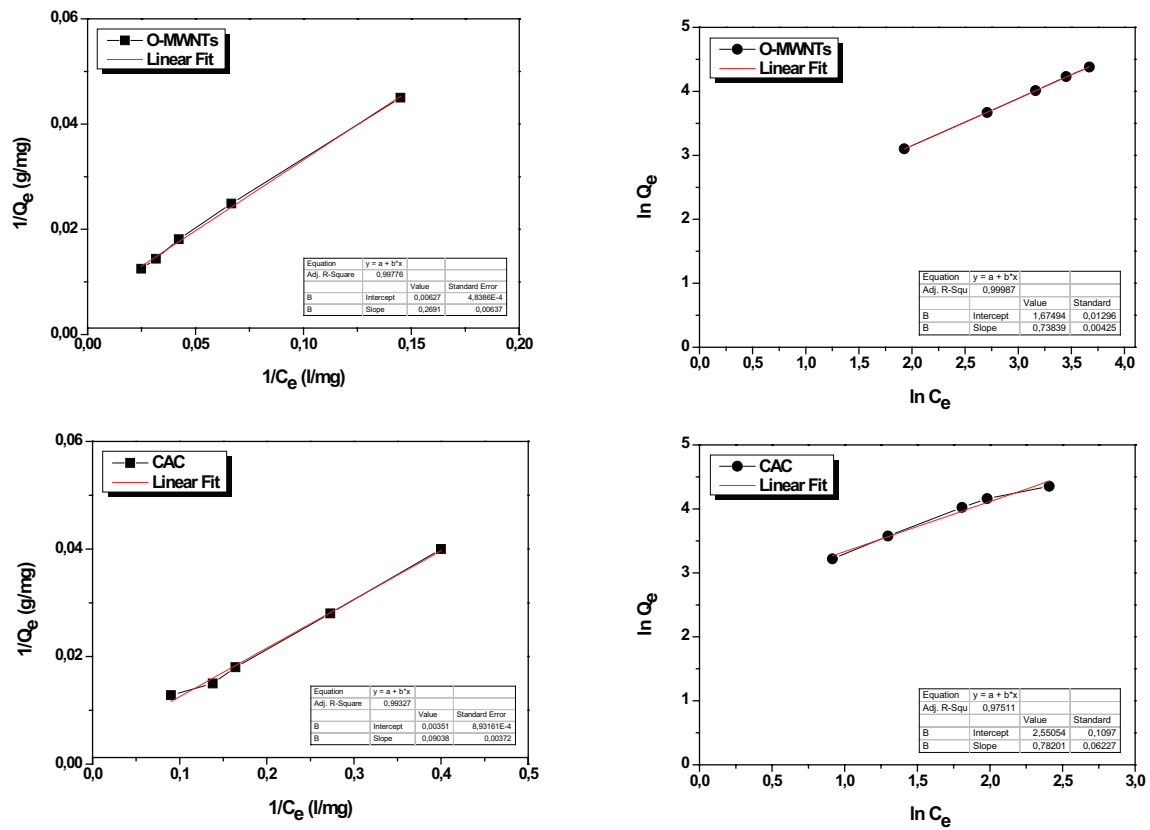 0,06
0,04
0,02
0,00
1/Qe (g/mg)
O-MWNTs
Linear Fit
Equation y = a + b*x
Adj. R-Square 0,99776
Value Standard Error
B Intercept 0,00627 4,8386E-4
B Slope 0,2691 0,00637
0,00 0,05 0,10 0,15 0,20
1/Ce (l/mg)
5
4
3
2
1
0
ln Qe
O-MWNTs
Linear Fit
Equation y = a + b*x
Adj. R-Squ 0,99987
Value Standard
B Intercept 1,67494 0,01296
B Slope 0,73839 0,00425
0,0 0,5 1,0 1,5 2,0 2,5 3,0 3,5 4,0
ln Ce
0,06
0,04
0,02
0,00
1/Qe (g/mg)
CAC
Linear Fit
Equation y = a + b*x
Adj. R-Square 0,99327
Value Standard Error
B Intercept 0,00351 8,93161E-4
B Slope 0,09038 0,00372
0,0 0,1 0,2 0,3 0,4 0,5
1/Ce (l/mg)
5
4
3
2
1
0
ln Qe
CAC
Linear Fit
Equation y = a + b*x
Adj. R-Squ 0,97511
Value Standard
B Intercept 2,55054 0,1097
B Slope 0,78201 0,06227
0,0 0,5 1,0 1,5 2,0 2,5 3,0
ln Ce